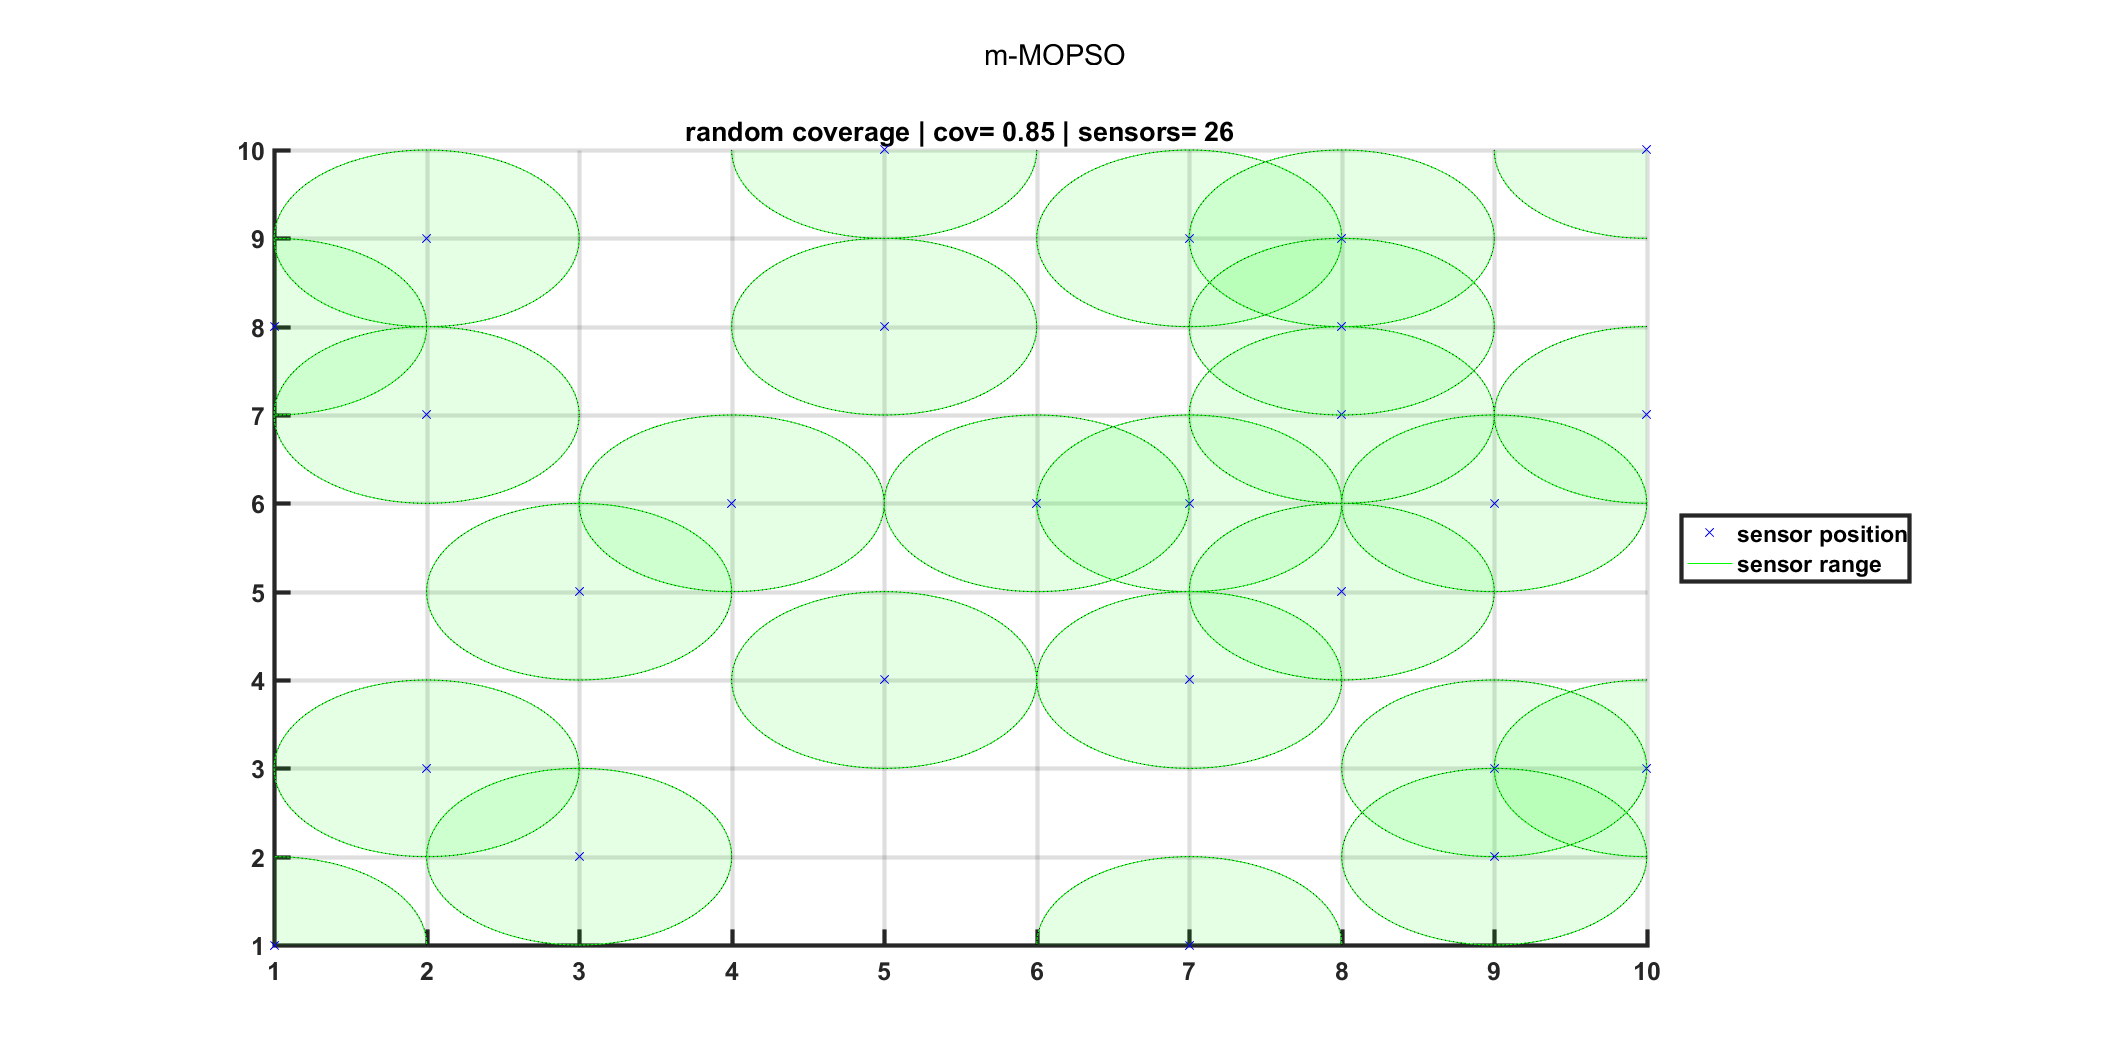 m-MOPSO
random coverage | cov= 0.85 | sensors= 26
10
9
8
7
6
5
4
3
2
1
1 2 3 4 5 6 7 8 9 10
sensor position
sensor range